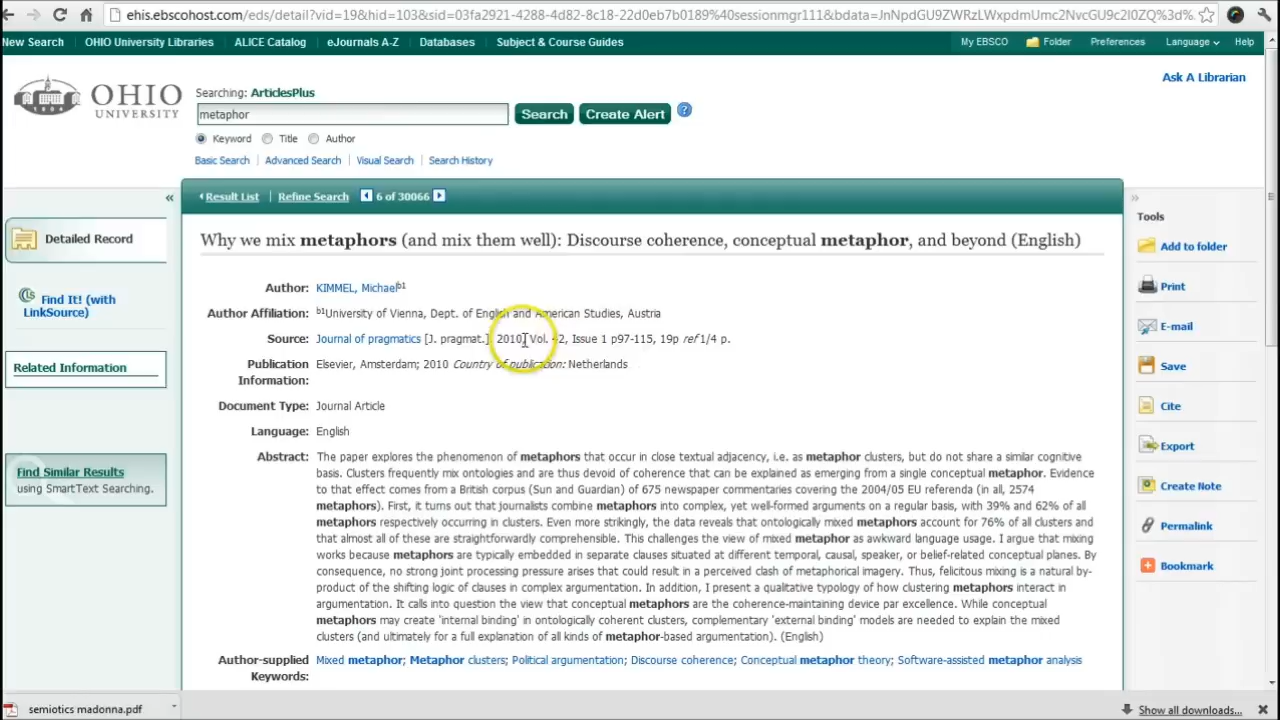 ehis.ebscohost.com/eds/detail?vid=19&hid=103&sid=03fa2921-4288-4d82-8c18-22d0eb7b0189%40sessionmgr111&bdata=JnNpdGU9ZWRzLWxpdmUmc2NvcGU9c2l0ZQ%3d%
New Search OHIO University Libraries ALICE Catalog eJournals A-Z Databases Subject & Course Guides My EBSCO Folder Preferences Language Help
Ask A Librarian
OHIO
UNIVERSITY
1804
Searching: ArticlesPlus
metaphor
Search Create Alert ?
Keyword Title Author
Basic Search | Advanced Search | Visual Search | Search History
« Result List | Refine Search 6 of 30066 »
Detailed Record
Find It! (with
LinkSource)
Related Information
Find Similar Results
using SmartText Searching.
Why we mix metaphors (and mix them well): Discourse coherence, conceptual metaphor, and beyond (English)
Author: KIMMEL, Michael b1
Author Affiliation: b1University of Vienna, Dept. of English and American Studies, Austria
Source: Journal of pragmatics [J. pragmat.], 2010, Vol. 42, Issue 1 p97-115, 19p ref 1/4 p.
Publication Information: Elsevier, Amsterdam; 2010 Country of publication: Netherlands
Document Type: Journal Article
Language: English
Abstract: The paper explores the phenomenon of metaphors that occur in close textual adjacency, i.e. as metaphor clusters, but do not share a similar cognitive
basis. Clusters frequently mix ontologies and are thus devoid of coherence that can be explained as emerging from a single conceptual metaphor. Evidence
to that effect comes from a British corpus (Sun and Guardian) of 675 newspaper commentaries covering the 2004/05 EU referenda (in all, 2574
metaphors). First, it turns out that journalists combine metaphors into complex, yet well-formed arguments on a regular basis, with 39% and 62% of all
metaphors respectively occurring in clusters. Even more strikingly, the data reveals that ontologically mixed metaphors account for 76% of all clusters and
that almost all of these are straightforwardly comprehensible. This challenges the view of mixed metaphor as awkward language usage. I argue that mixing
works because metaphors are typically embedded in separate clauses situated at different temporal, causal, speaker, or belief-related conceptual planes. By
consequence, no strong joint processing pressure arises that could result in a perceived clash of metaphorical imagery. Thus, felicitous mixing is a natural by-
product of the shifting logic of clauses in complex argumentation. In addition, I present a qualitative typology of how clustering metaphors interact in
argumentation. It calls into question the view that conceptual metaphors are the coherence-maintaining device par excellence. While conceptual
metaphors may create 'internal binding' in ontologically coherent clusters, complementary 'external binding' models are needed to explain the mixed
clusters (and ultimately for a full explanation of all kinds of metaphor-based argumentation). (English)
Author-supplied Keywords: Mixed metaphor; Metaphor clusters; Political argumentation; Discourse coherence; Conceptual metaphor theory; Software-assisted metaphor analysis
Tools
Add to folder
Print
E-mail
Save
Cite
Export
Create Note
Permalink
Bookmark
semiotics madonna.pdf
Show all downloads...